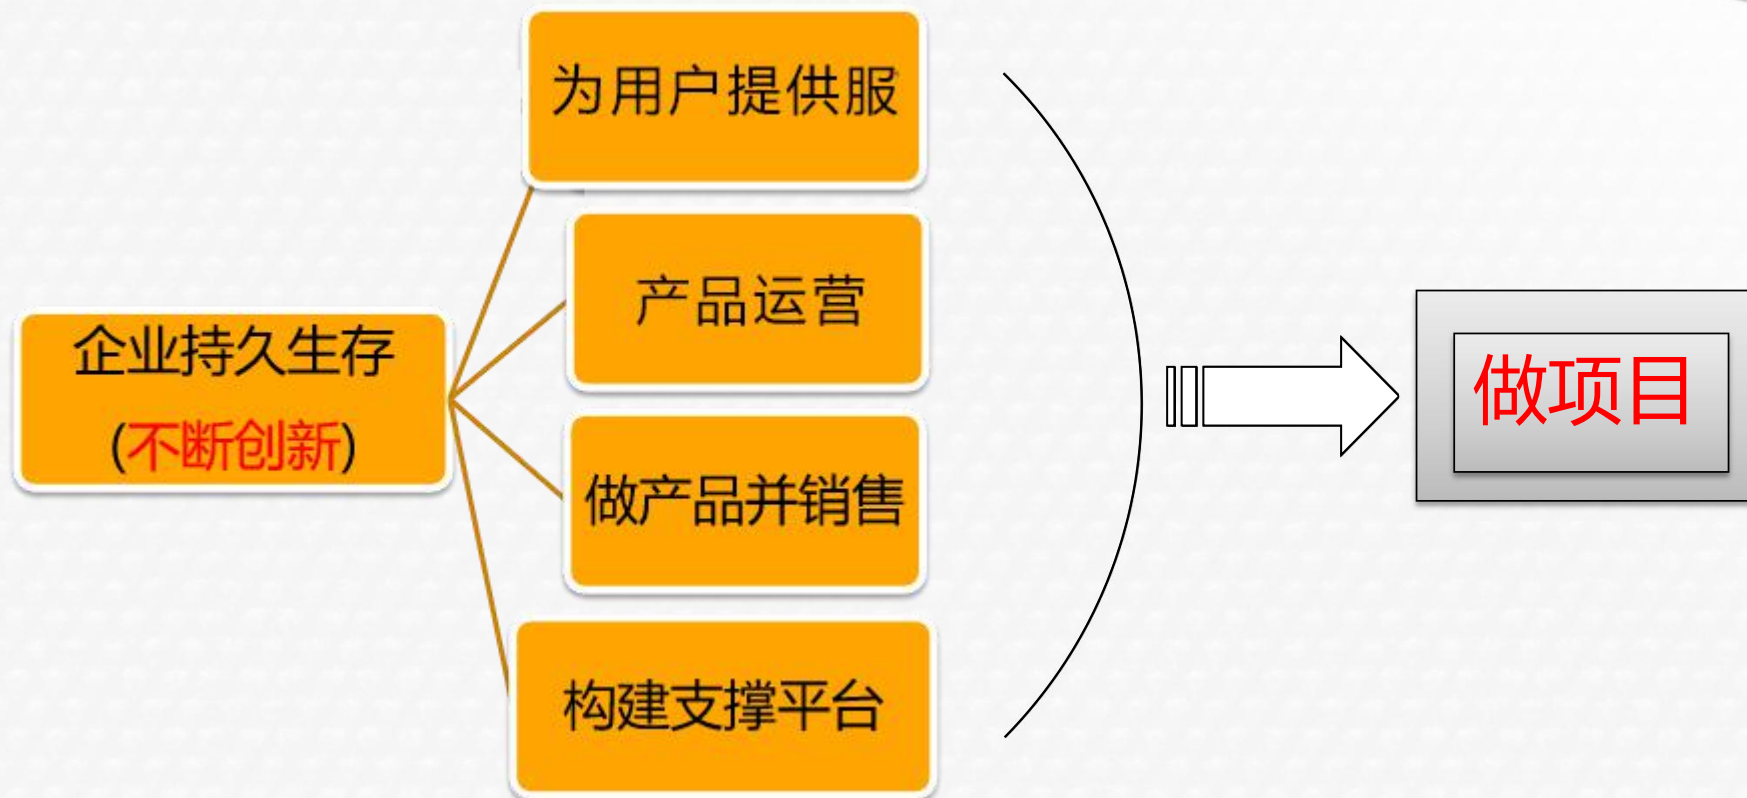 为用户提供服
产品运营
企业持久生存
(不断创新)
做产品并销售
构建支撑平台
做项目